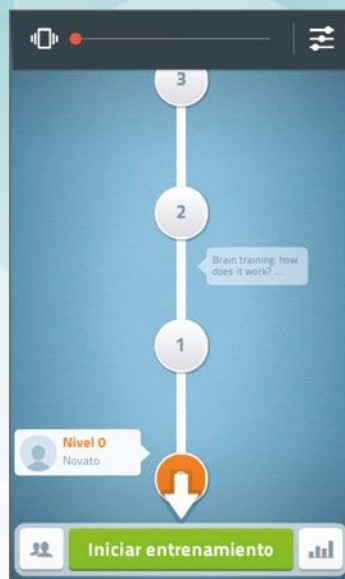 3
2
Brain training: how
does it work? ...
1
Nivel 0
Novato
Iniciar entrenamiento